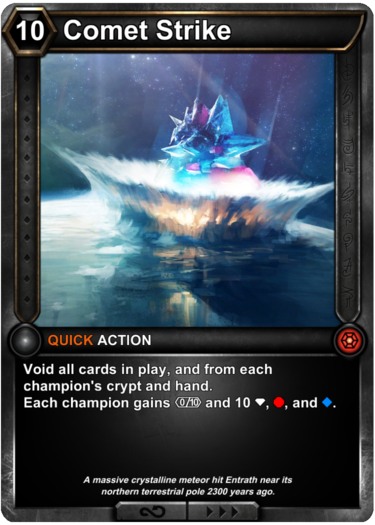 10 Comet Strike
QUICK ACTION
Void all cards in play, and from each
champion's crypt and hand.
Each champion gains 0/10 and 10 , , and .
A massive crystalline meteor hit Entrath near its
northern terrestrial pole 2300 years ago.